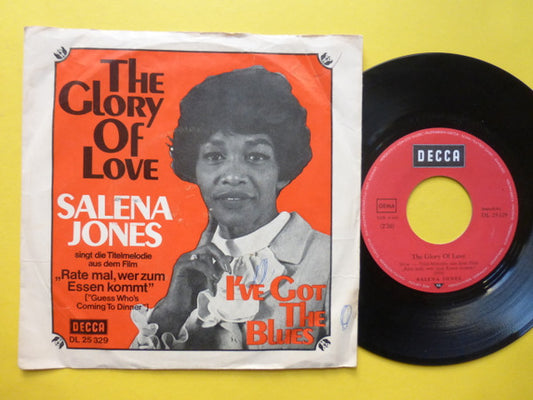 The
Glory
Of
Love
SALENA
JONES
singt die Titelmelodie
aus dem Film
„Rate mal, wer zum
Essen kommt”
["Guess Who's
Coming To Dinner"]
DECCA
DL 25 329
I've Got
The
Blues
DECCA
GEMA
DL 25 329
The Glory Of Love
SALENA JONES